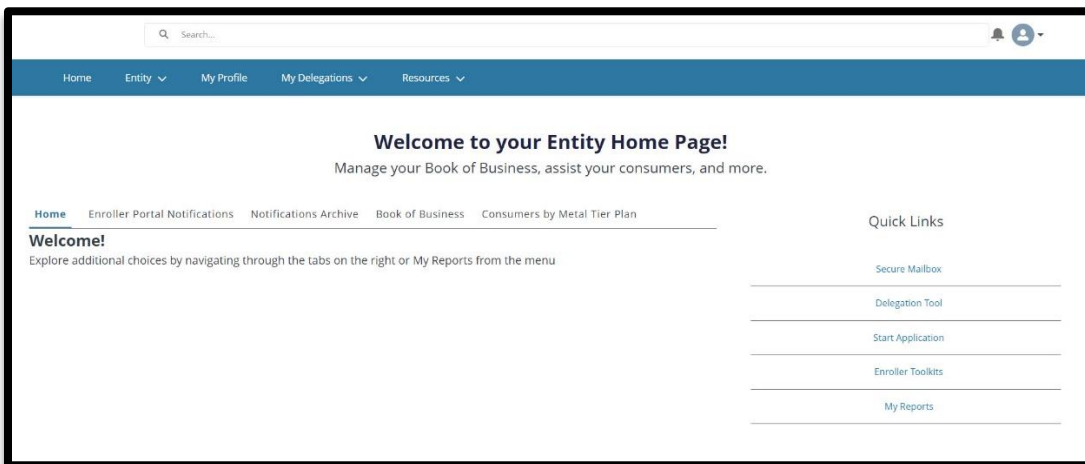 Search...
Home Entity My Profile My Delegations Resources
Welcome to your Entity Home Page!
Manage your Book of Business, assist your consumers, and more.
Home Enroller Portal Notifications Notifications Archive Book of Business Consumers by Metal Tier Plan
Welcome!
Explore additional choices by navigating through the tabs on the right or My Reports from the menu
Quick Links
Secure Mailbox
Delegation Tool
Start Application
Enroller Toolkits
My Reports